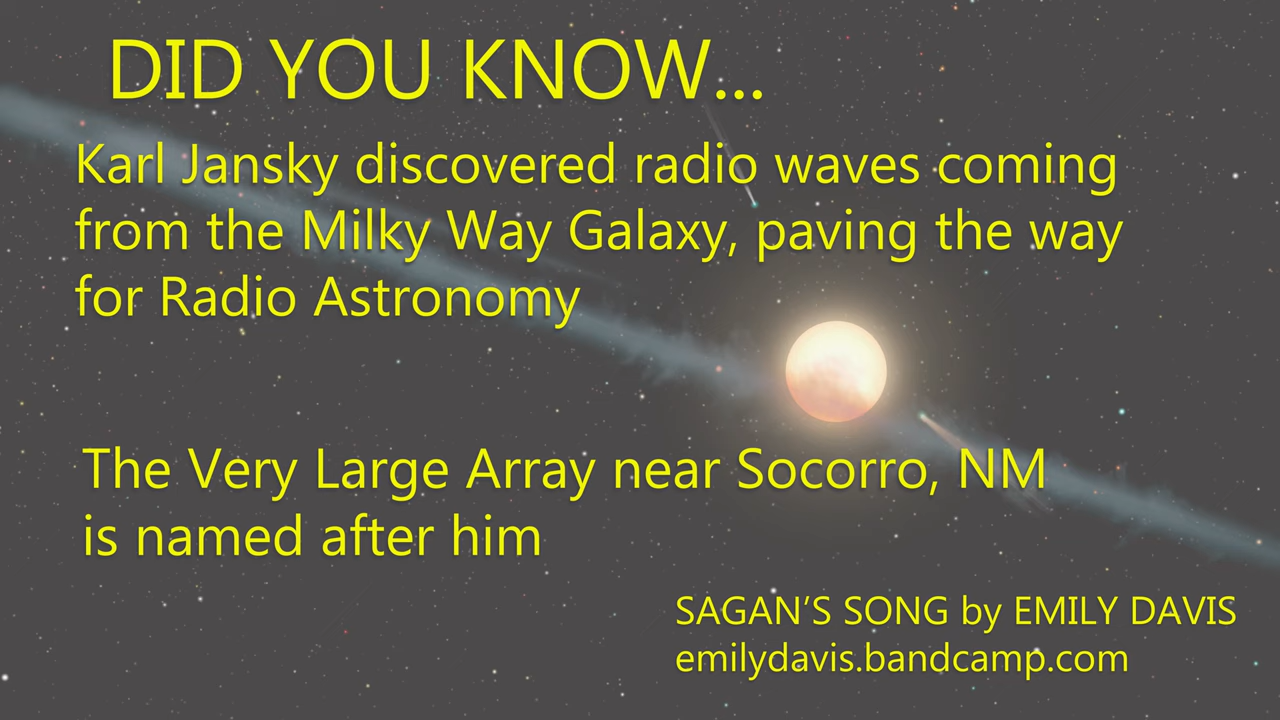 DID YOU KNOW...
Karl Jansky discovered radio waves coming
from the Milky Way Galaxy, paving the way
for Radio Astronomy
The Very Large Array near Socorro, NM
is named after him
SAGAN’S SONG by EMILY DAVIS
emilydavis.bandcamp.com